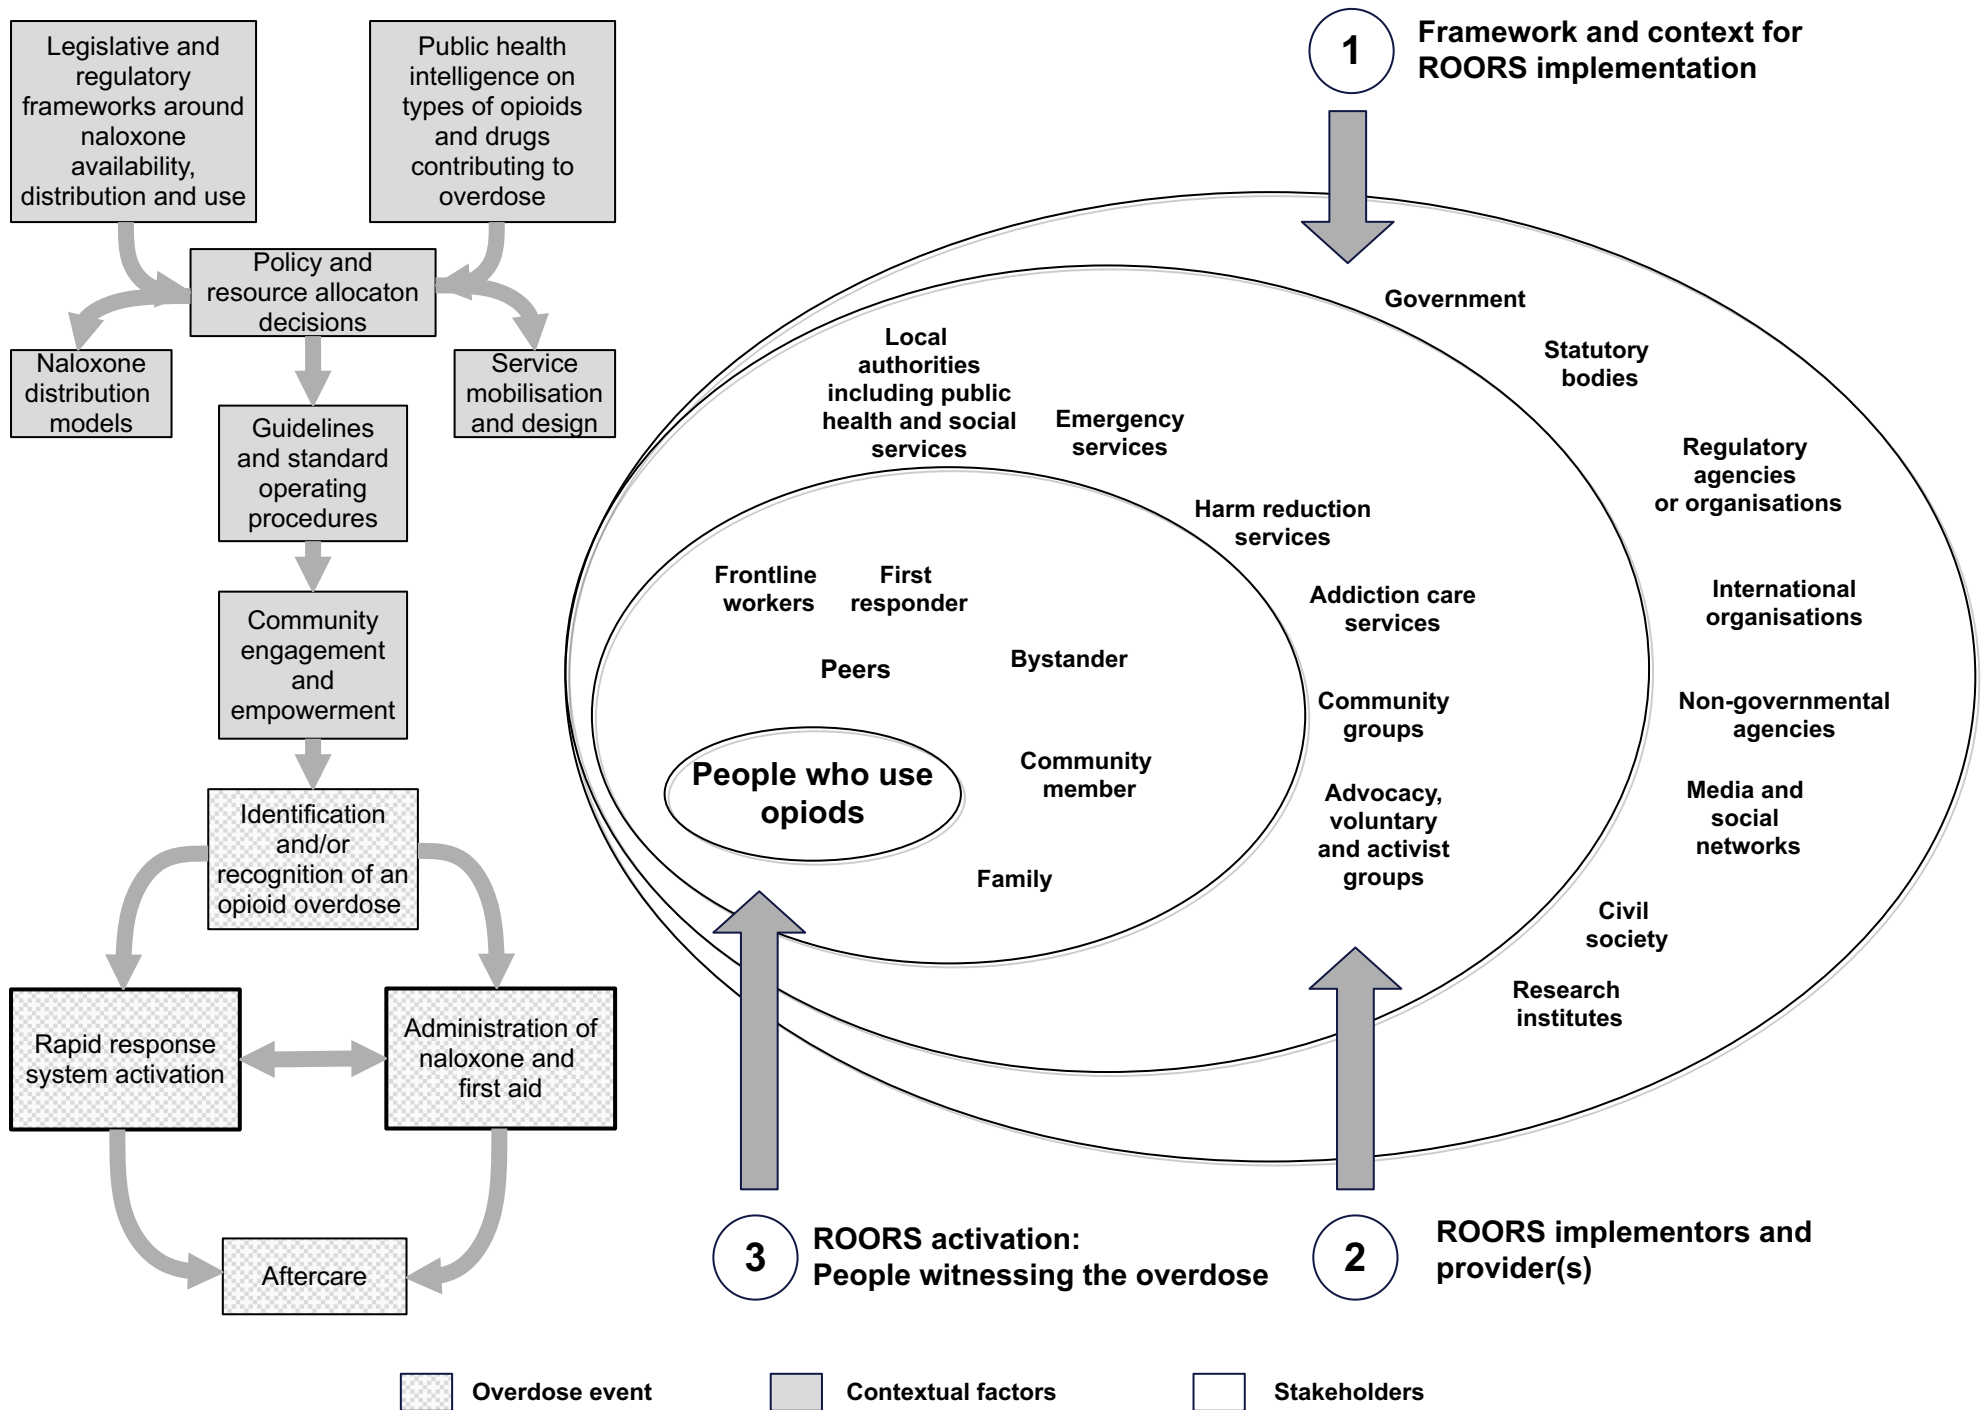 Legislative and
regulatory
frameworks around
naloxone
availability,
distribution and use
Public health
intelligence on
types of opioids
and drugs
contributing to
overdose
Policy and
resource allocaton
decisions
Naloxone
distribution
models
Service
mobilisation
and design
Guidelines
and standard
operating
procedures
Community
engagement
and
empowerment
Identification
and/or
recognition of an
opioid overdose
Rapid response
system activation
Administration of
naloxone and
first aid
Aftercare
1
Framework and context for
ROORS implementation
Government
Statutory
bodies
Regulatory
agencies
or organisations
International
organisations
Non-governmental
agencies
Media and
social
networks
Civil
society
Research
institutes
Local
authorities
including public
health and social
services
Emergency
services
Harm reduction
services
Addiction care
services
Community
groups
Advocacy,
voluntary
and activist
groups
Frontline
workers
First
responder
Peers
Bystander
Community
member
Family
People who use
opiods
3
ROORS activation:
People witnessing the overdose
2
ROORS implementors and
provider(s)
Overdose event
Contextual factors
Stakeholders